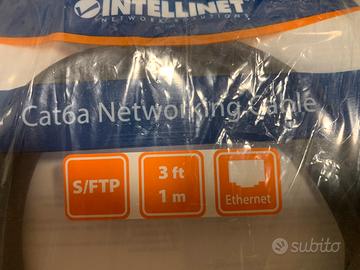 INTELLINET
NETWORK SOLUTIONS
Cat6a Networking Cable
S/FTP
3 ft
1 m
Ethernet
subito